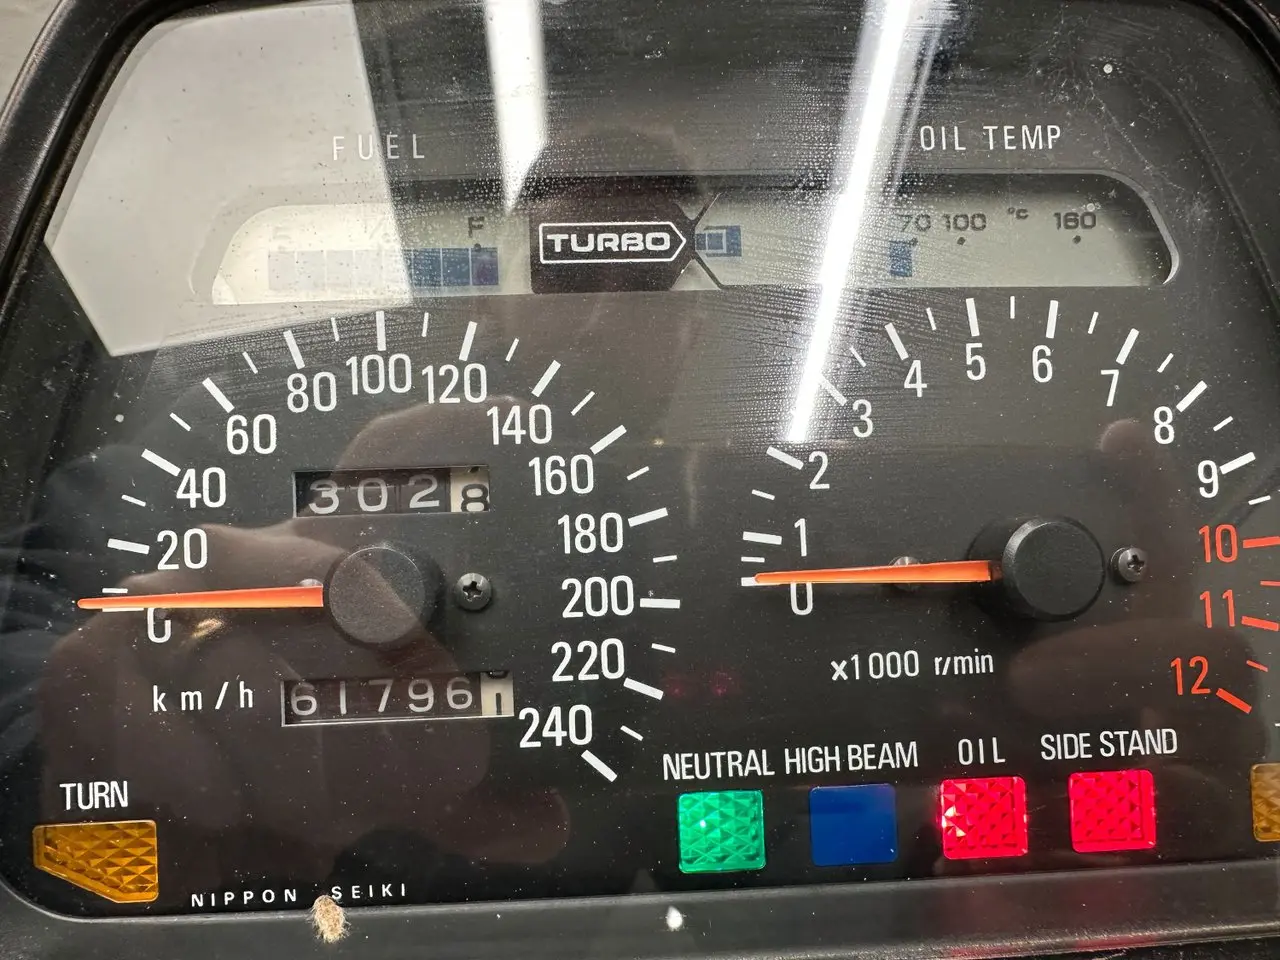 FUEL
OIL TEMP
F
TURBO
70 100 °C 160
0 20 40 60 80 100 120 140 160 180 200 220 240
3028
km/h
617961
0 1 2 3 4 5 6 7 8 9 10 11 12
x1000 r/min
TURN
NEUTRAL
HIGH BEAM
OIL
SIDE STAND
NIPPON SEIKI